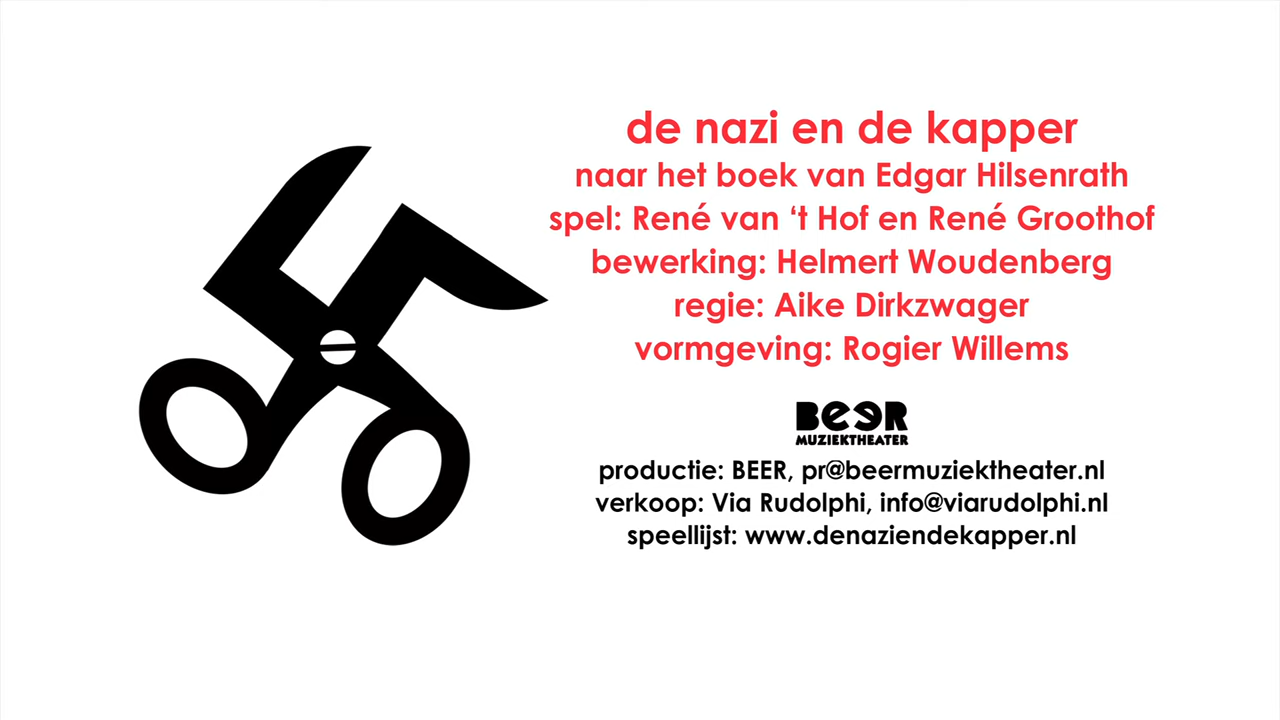 de nazi en de kapper
naar het boek van Edgar Hilsenrath
spel: René van ‘t Hof en René Groothof
bewerking: Helmert Woudenberg
regie: Aike Dirkzwager
vormgeving: Rogier Willems
BEER
MUZIEKTHEATER
productie: BEER, pr@beermuziektheater.nl
verkoop: Via Rudolphi, info@viarudolphi.nl
speellijst: www.denaziendekapper.nl